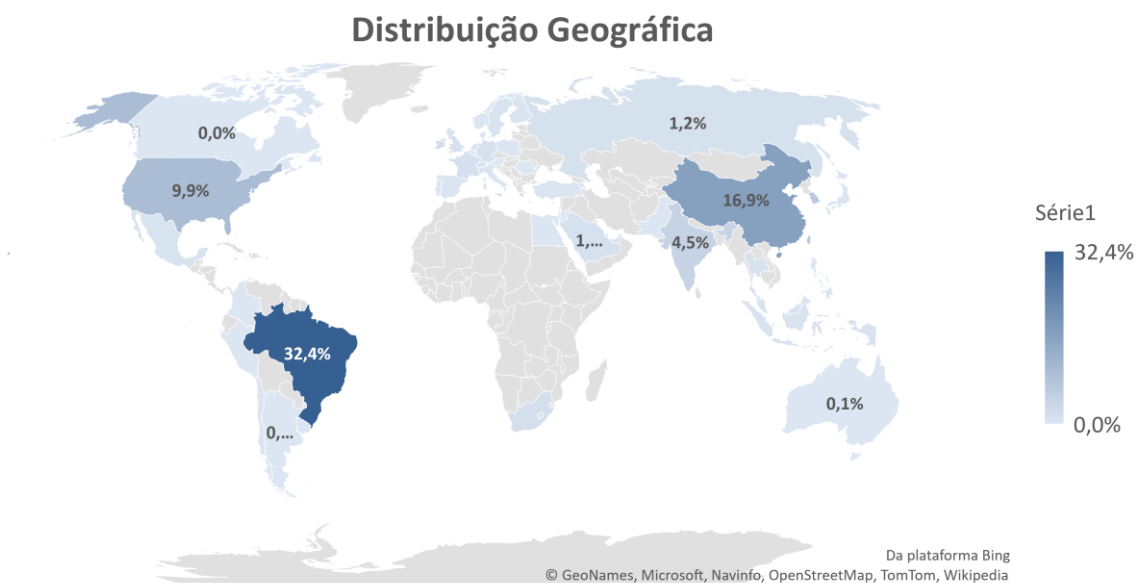 Distribuição Geográfica
0,0%
1,2%
9,9%
16,9%
1,...
4,5%
Série1
32,4%
32,4%
0,1%
0,...
0,0%
Da plataforma Bing
© GeoNames, Microsoft, Navinfo, OpenStreetMap, TomTom, Wikipedia